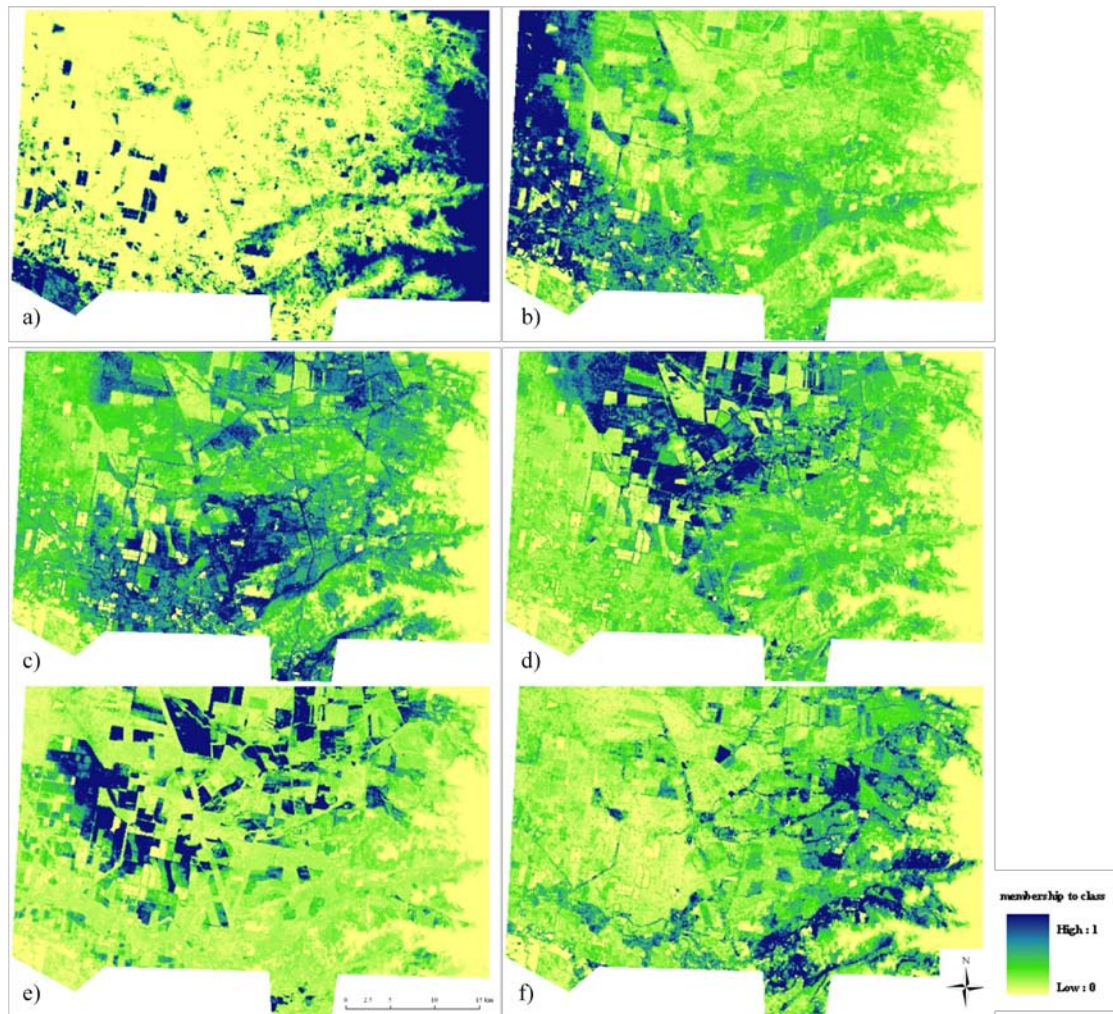 a)
b)
c)
d)
membership to class
High : 1
Low : 0
e)
0 2.5 5 10 15 km
f)
N